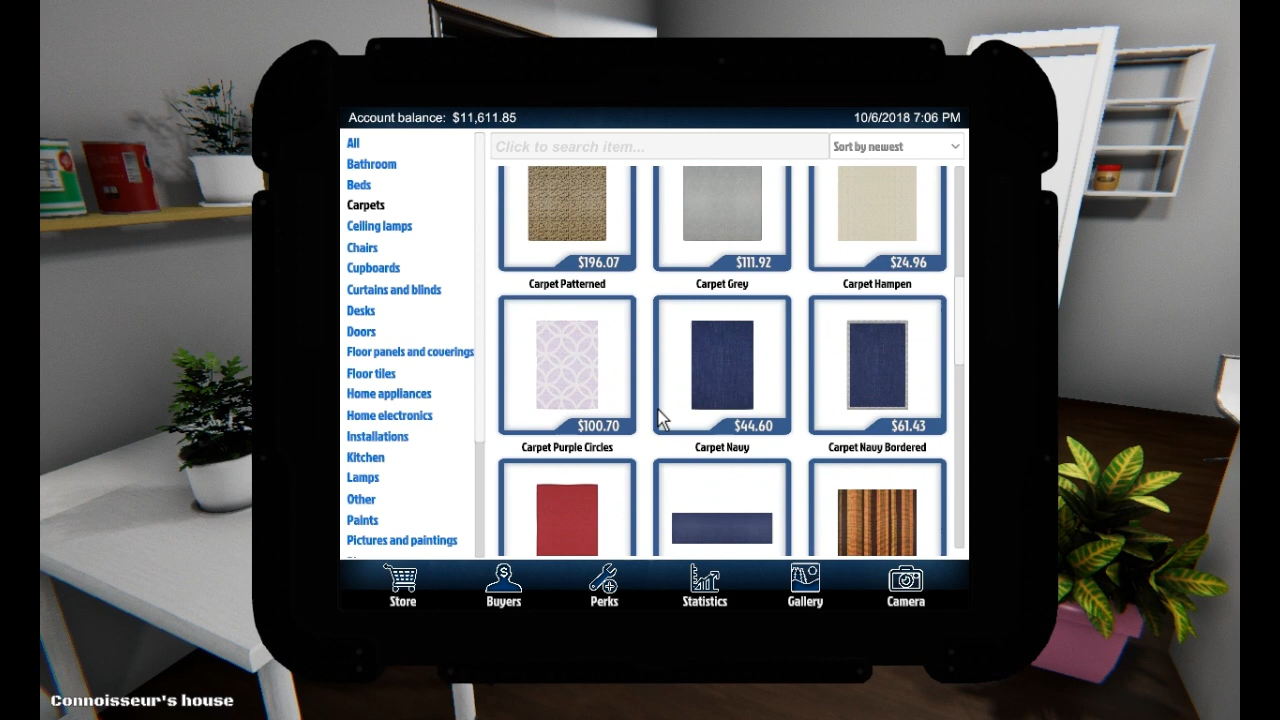 Account balance: $11,611.85
10/6/2018 7:06 PM
Click to search item...
Sort by newest
All
Bathroom
Beds
Carpets
Ceiling lamps
Chairs
Cupboards
Curtains and blinds
Desks
Doors
Floor panels and coverings
Floor tiles
Home appliances
Home electronics
Installations
Kitchen
Lamps
Other
Paints
Pictures and paintings
$196.07
$111.92
$24.96
Carpet Patterned
Carpet Grey
Carpet Hampen
$100.70
$44.60
$61.43
Carpet Purple Circles
Carpet Navy
Carpet Navy Bordered
Store
Buyers
Perks
Statistics
Gallery
Camera
Connoisseur's house